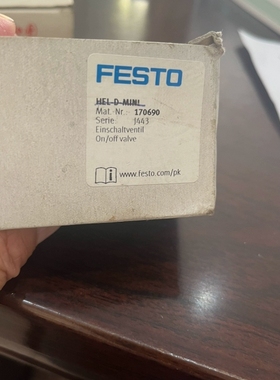 FESTO
HEL-D-MINI
Mat. Nr. 170690
Serie J443
Einschaltventil
On/off valve
www.festo.com/pk